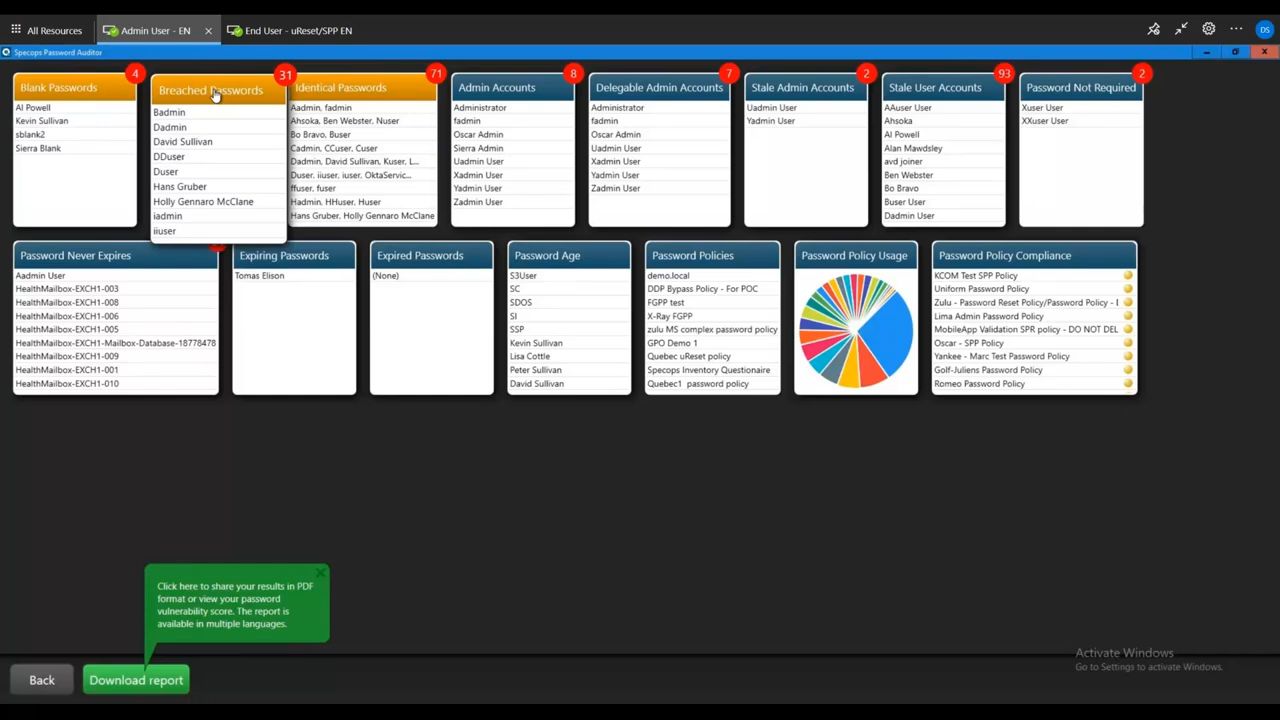 All Resources
Admin User - EN
End User - uReset/SPP EN
DS
Specops Password Auditor
Blank Passwords
4
Al Powell
Kevin Sullivan
sblank2
Sierra Blank
Breached Passwords
31
Badmin
Dadmin
David Sullivan
DDuser
Duser
Hans Gruber
Holly Gennaro McClane
iadmin
iiuser
Identical Passwords
71
Aadmin, fadmin
Ahsoka, Ben Webster, Nuser
Bo Bravo, Buser
Cadmin, CCuser, Cuser
Dadmin, David Sullivan, Kuser, L...
Duser, iiuser, iuser, OktaServic...
ffuser, fuser
Hadmin, HHuser, Huser
Hans Gruber, Holly Gennaro McClane
Admin Accounts
8
Administrator
fadmin
Oscar Admin
Sierra Admin
Uadmin User
Xadmin User
Yadmin User
Zadmin User
Delegable Admin Accounts
7
Administrator
fadmin
Oscar Admin
Uadmin User
Xadmin User
Yadmin User
Zadmin User
Stale Admin Accounts
2
Uadmin User
Yadmin User
Stale User Accounts
93
AAuser User
Ahsoka
Al Powell
Alan Mawdsley
avd joiner
Ben Webster
Bo Bravo
Buser User
Dadmin User
Password Not Required
2
Xuser User
XXuser User
Password Never Expires
Aadmin User
HealthMailbox-EXCH1-003
HealthMailbox-EXCH1-008
HealthMailbox-EXCH1-006
HealthMailbox-EXCH1-005
HealthMailbox-EXCH1-Mailbox-Database-18778478
HealthMailbox-EXCH1-009
HealthMailbox-EXCH1-001
HealthMailbox-EXCH1-010
Expiring Passwords
Tomas Elison
Expired Passwords
(None)
Password Age
S3User
SC
SDOS
SI
SSP
Kevin Sullivan
Lisa Cottle
Peter Sullivan
David Sullivan
Password Policies
demo.local
DDP Bypass Policy - For POC
FGPP test
X-Ray FGPP
zulu MS complex password policy
GPO Demo 1
Quebec uReset policy
Specops Inventory Questionaire
Quebec1 password policy
Password Policy Usage
Password Policy Compliance
KCOM Test SPP Policy
Uniform Password Policy
Zulu - Password Reset Policy/Password Policy - I
Lima Admin Password Policy
MobileApp Validation SPR policy - DO NOT DEL
Oscar - SPP Policy
Yankee - Marc Test Password Policy
Golf-Juliens Password Policy
Romeo Password Policy
Click here to share your results in PDF
format or view your password
vulnerability score. The report is
available in multiple languages.
Back
Download report
Activate Windows
Go to Settings to activate Windows.